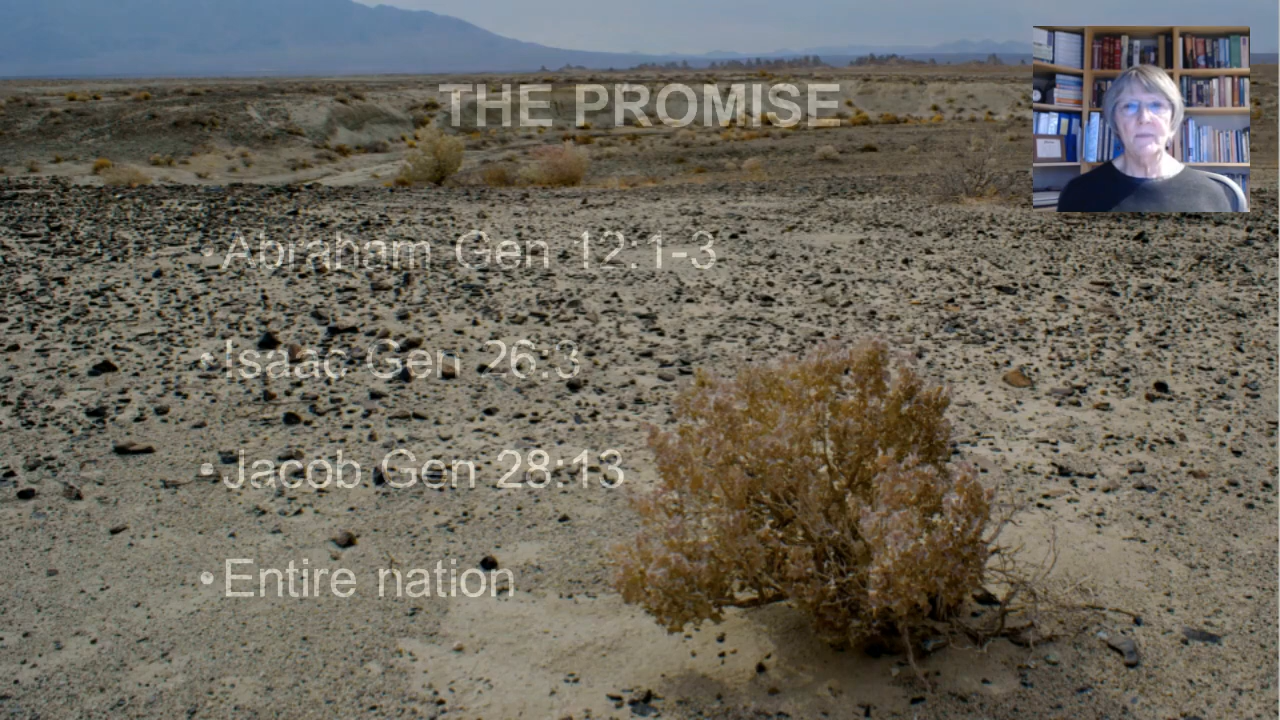 THE PROMISE
• Abraham Gen 12:1-3
• Isaac Gen 26:3
• Jacob Gen 28:13
• Entire nation